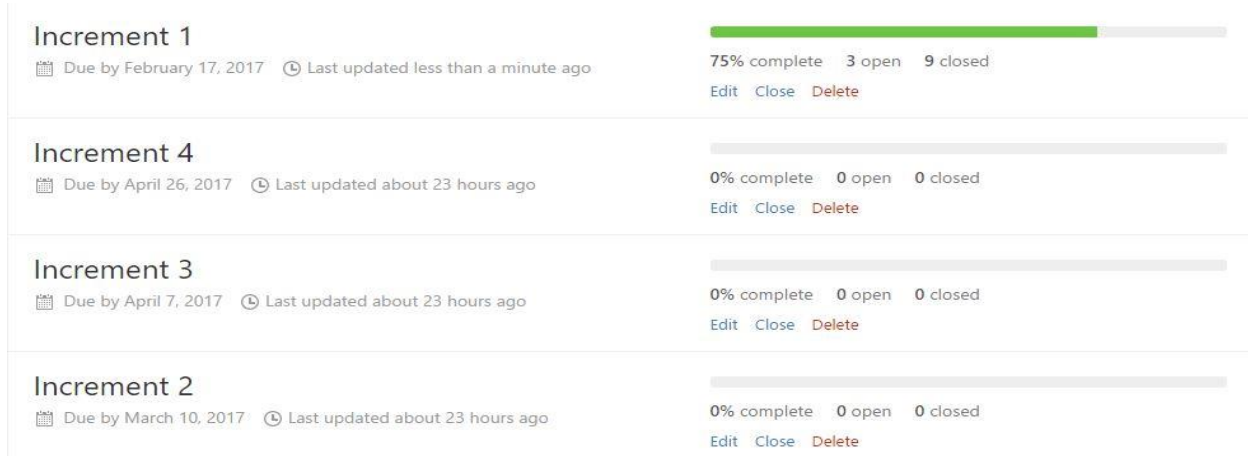 Increment 1
Due by February 17, 2017 Last updated less than a minute ago
75% complete 3 open 9 closed
Edit Close Delete
Increment 4
Due by April 26, 2017 Last updated about 23 hours ago
0% complete 0 open 0 closed
Edit Close Delete
Increment 3
Due by April 7, 2017 Last updated about 23 hours ago
0% complete 0 open 0 closed
Edit Close Delete
Increment 2
Due by March 10, 2017 Last updated about 23 hours ago
0% complete 0 open 0 closed
Edit Close Delete